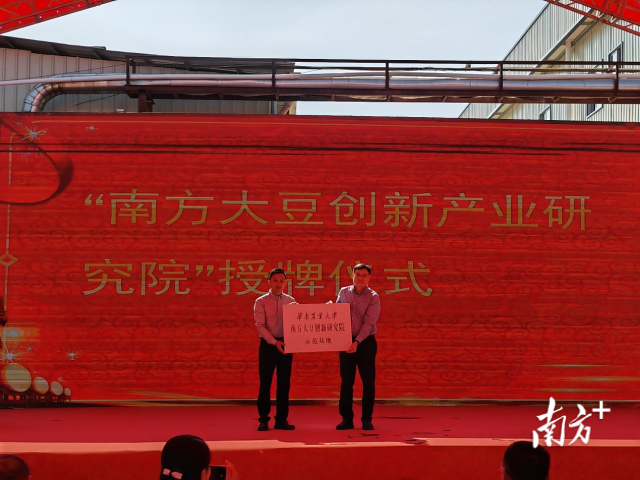 “南方大豆创新产业研
究院”授牌仪式
华南农业大学
南方大豆创新研究院
示范基地
南方+